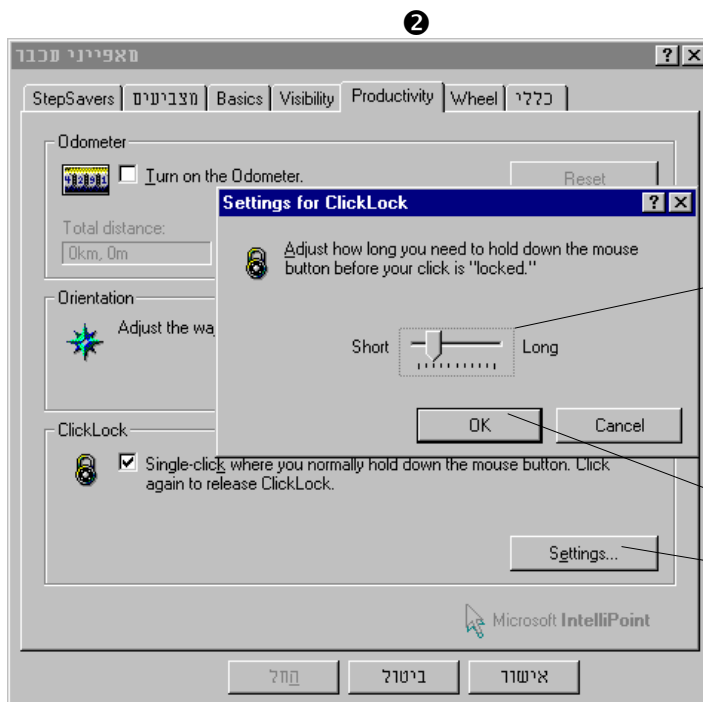 ❷
מאפייני מכבר
StepSavers מצביעים Basics Visibility Productivity Wheel כללי
Odometer
Turn on the Odometer.
Reset
Total distance:
0km, 0m
Settings for ClickLock
Adjust how long you need to hold down the mouse
button before your click is "locked."
Short Long
OK Cancel
Orientation
Adjust the wa
ClickLock
Single-click where you normally hold down the mouse button. Click
again to release ClickLock.
Settings...
Microsoft IntelliPoint
החל ביטול אישור